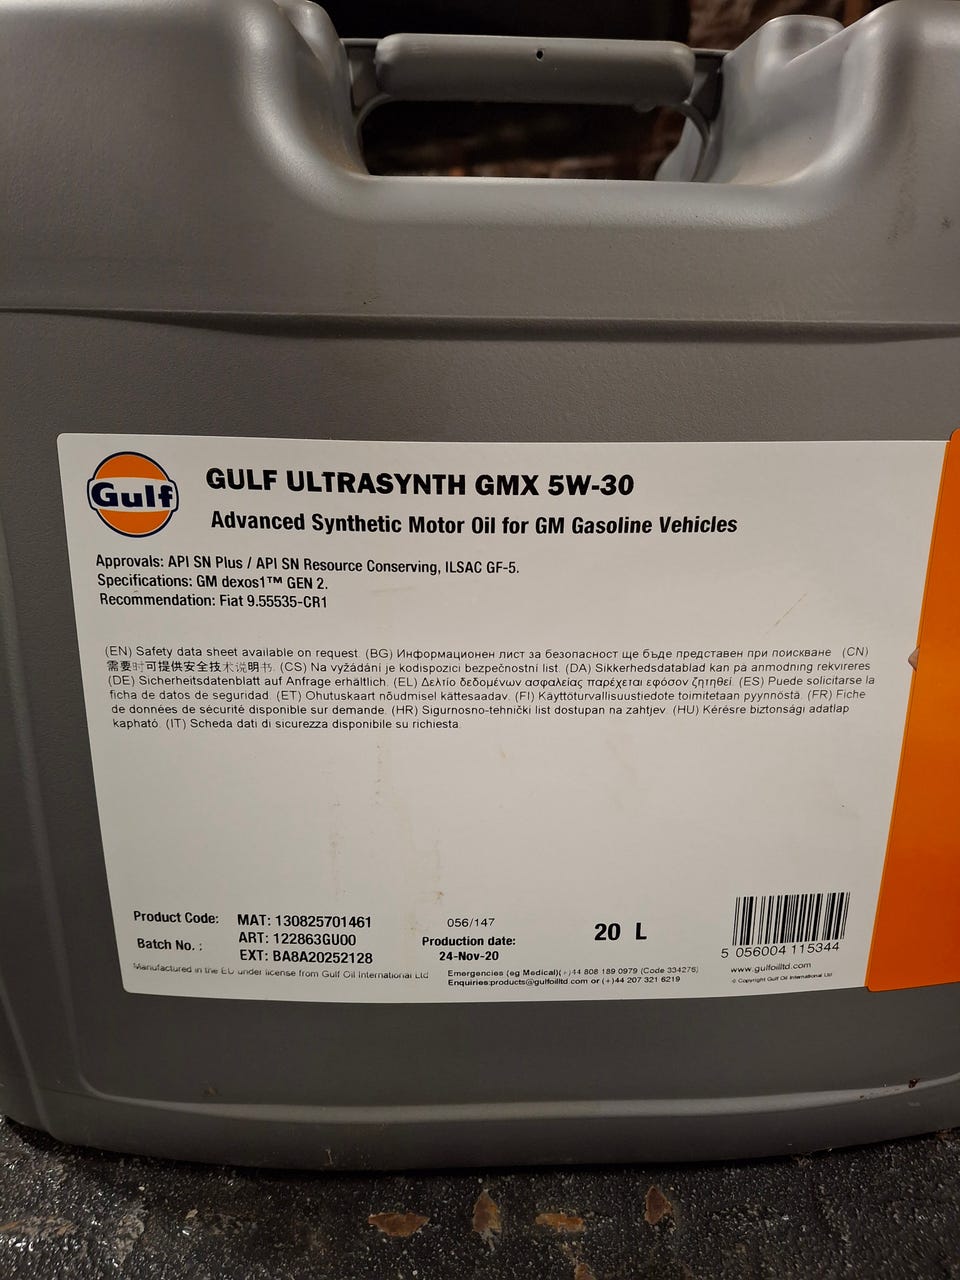 Gulf
GULF ULTRASYNTH GMX 5W-30
Advanced Synthetic Motor Oil for GM Gasoline Vehicles
Approvals: API SN Plus / API SN Resource Conserving, ILSAC GF-5.
Specifications: GM dexos1™ GEN 2.
Recommendation: Fiat 9.55535-CR1
(EN) Safety data sheet available on request. (BG) Информационен лист за безопасност ще бъде представен при поискване (CN)
需要时可提供安全技术说明书. (CS) Na vyžádání je kodispozici bezpečnostní list. (DA) Sikkerhedsdatablad kan på anmodning rekvireres
(DE) Sicherheitsdatenblatt auf Anfrage erhältlich. (EL) Δελτίο δεδομένων ασφαλείας παρέχεται εφόσον ζητηθεί. (ES) Puede solicitarse la
ficha de datos de seguridad. (ET) Ohutuskaart nõudmisel kättesaadav. (FI) Käyttöturvallisuustiedote toimitetaan pyynnöstä. (FR) Fiche
de données de sécurité disponible sur demande. (HR) Sigurnosno-tehnički list dostupan na zahtjev. (HU) Kérésre biztonsági adatlap
kapható. (IT) Scheda dati di sicurezza disponibile su richiesta.
Product Code: MAT: 130825701461
ART: 122863GU00
Batch No. : EXT: BA8A20252128
056/147
Production date:
24-Nov-20
20 L
5 056004 115344
Manufactured in the EU under license from Gulf Oil International Ltd
Emergencies (eg Medical)(+)44 808 189 0979 (Code 334276)
Enquiries:products@gulfoilltd.com or (+)44 207 321 6219
www.gulfoilltd.com
© Copyright Gulf Oil International Ltd